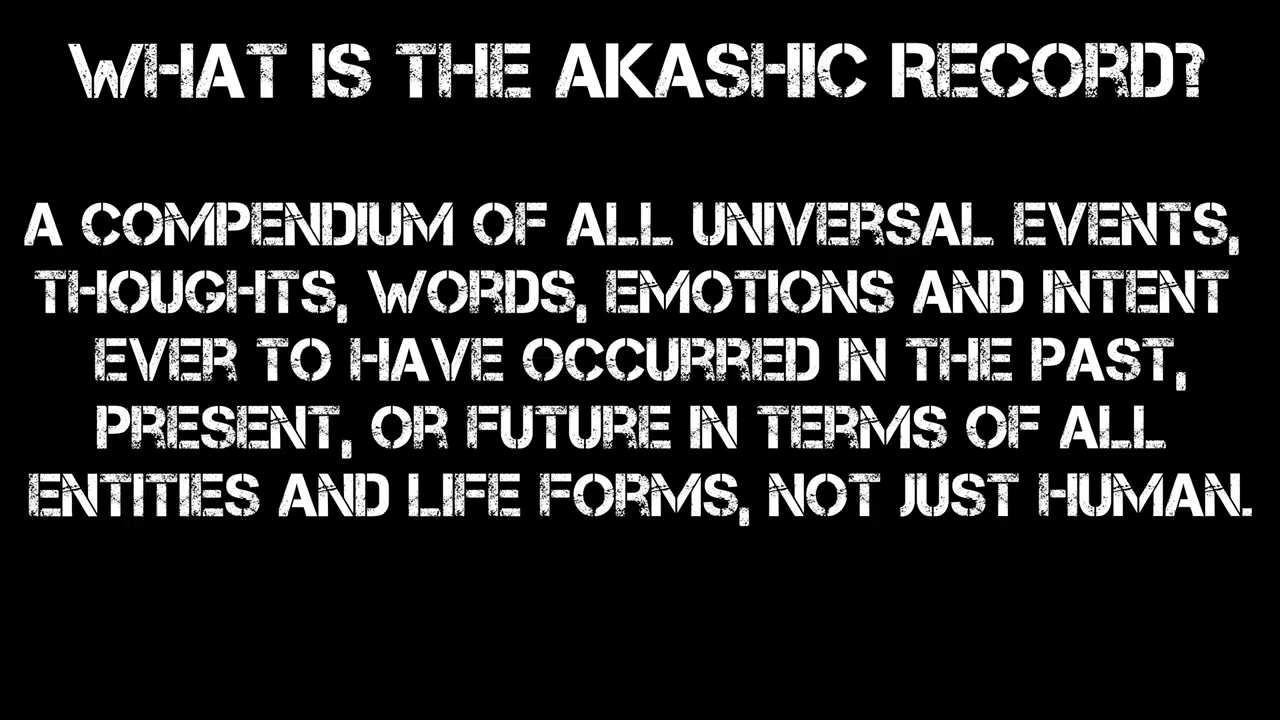 WHAT IS THE AKASHIC RECORD?
A COMPENDIUM OF ALL UNIVERSAL EVENTS,
THOUGHTS, WORDS, EMOTIONS AND INTENT
EVER TO HAVE OCCURRED IN THE PAST,
PRESENT, OR FUTURE IN TERMS OF ALL
ENTITIES AND LIFE FORMS, NOT JUST HUMAN.